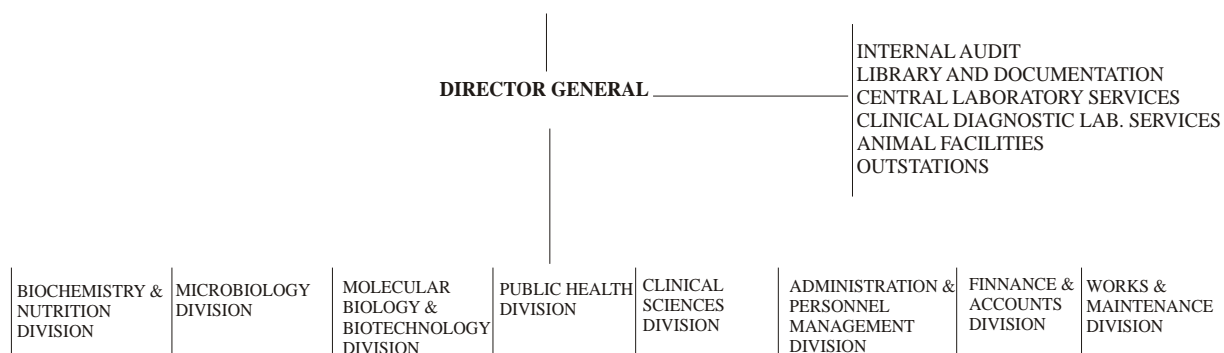 DIRECTOR GENERAL
INTERNAL AUDIT
LIBRARY AND DOCUMENTATION
CENTRAL LABORATORY SERVICES
CLINICAL DIAGNOSTIC LAB. SERVICES
ANIMAL FACILITIES
OUTSTATIONS
BIOCHEMISTRY &
NUTRITION
DIVISION
MICROBIOLOGY
DIVISION
MOLECULAR
BIOLOGY &
BIOTECHNOLOGY
DIVISION
PUBLIC HEALTH
DIVISION
CLINICAL
SCIENCES
DIVISION
ADMINISTRATION &
PERSONNEL
MANAGEMENT
DIVISION
FINNANCE &
ACCOUNTS
DIVISION
WORKS &
MAINTENANCE
DIVISION